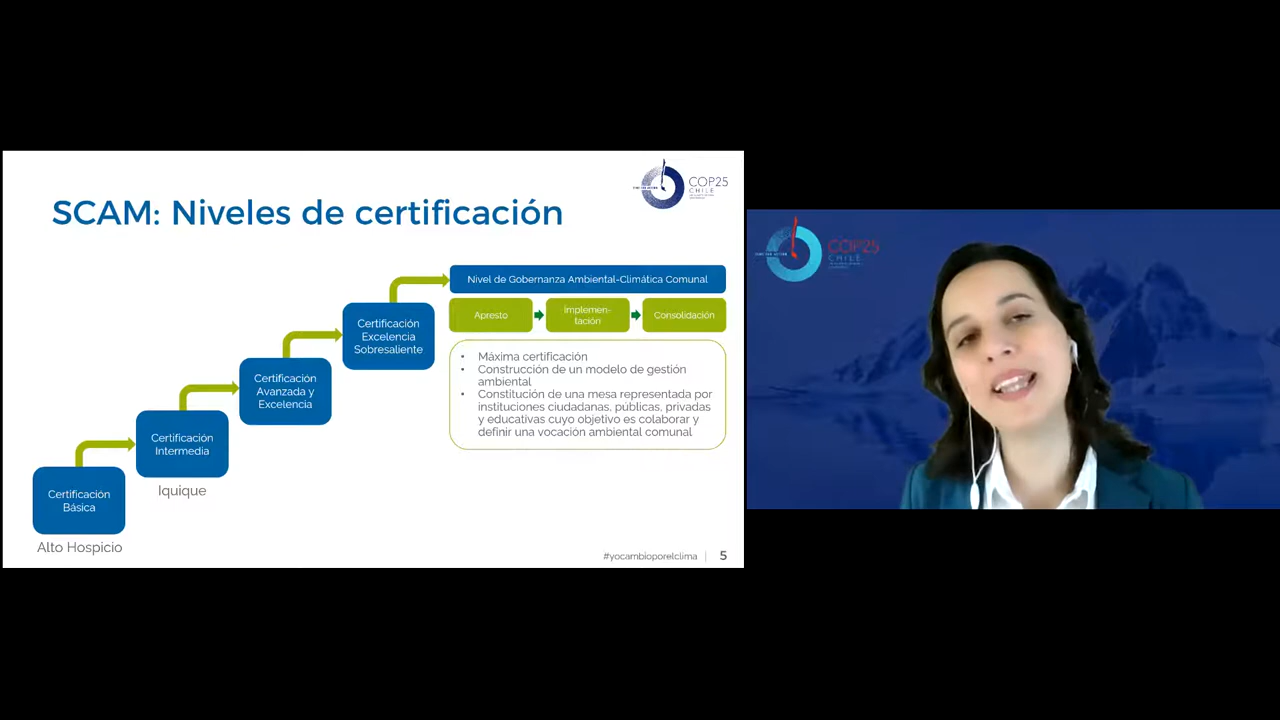 COP25
CHILE
SCAM: Niveles de certificación
Nivel de Gobernanza Ambiental-Climática Comunal
Apresto
Implemen-
tación
Consolidación
Certificación
Excelencia
Sobresaliente
Certificación
Avanzada y
Excelencia
Certificación
Intermedia
Iquique
Certificación
Básica
Alto Hospicio
• Máxima certificación
• Construcción de un modelo de gestión
ambiental
• Constitución de una mesa representada por
instituciones ciudadanas, públicas, privadas
y educativas cuyo objetivo es colaborar y
definir una vocación ambiental comunal
#yocambioporelclima
5
COP25
CHILE